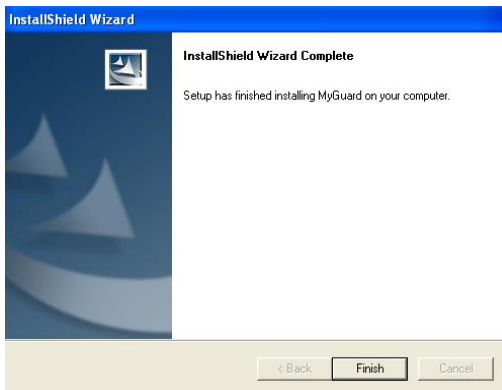 InstallShield Wizard
InstallShield Wizard Complete
Setup has finished installing MyGuard on your computer.
< Back
Finish
Cancel